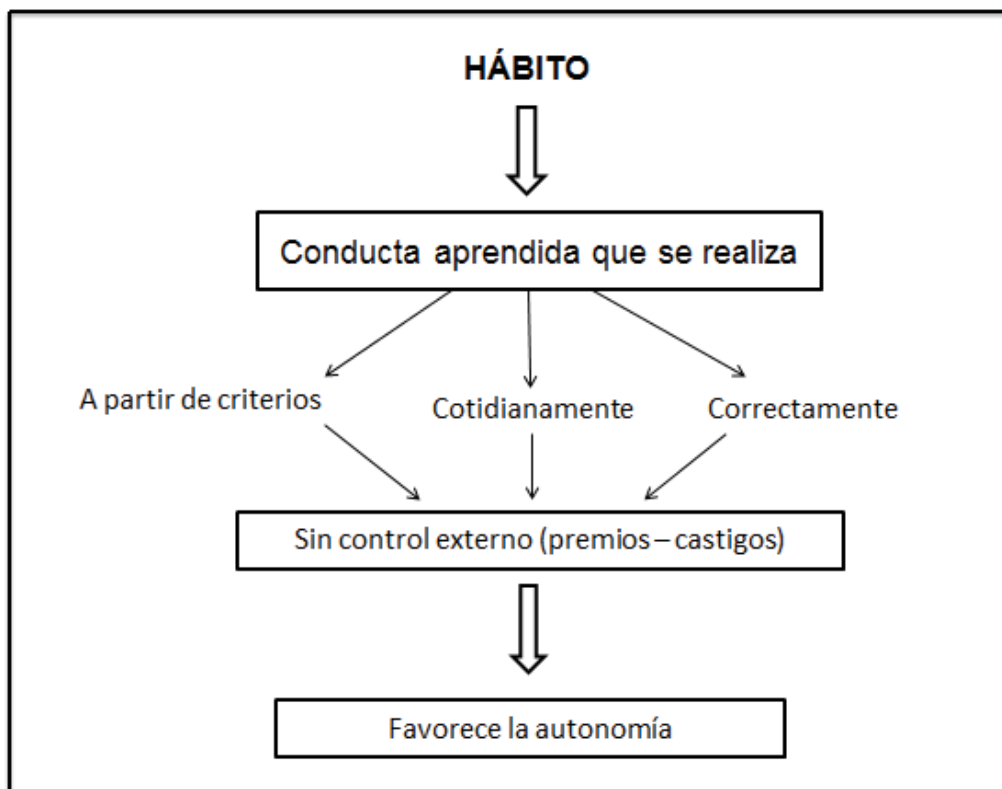 HÁBITO
Conducta aprendida que se realiza
A partir de criterios
Cotidianamente
Correctamente
Sin control externo (premios – castigos)
Favorece la autonomía